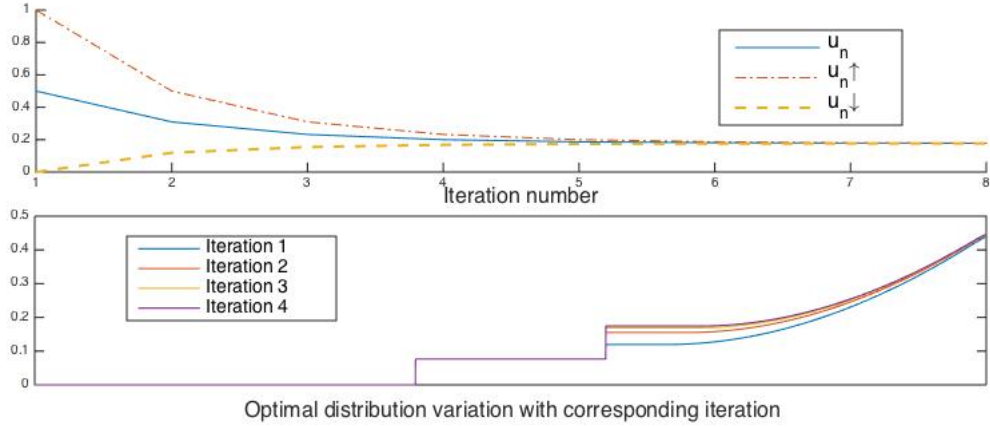 1
0.8
0.6
0.4
0.2
0
u_n
u_n↑
u_n↓
1 2 3 4 5 6 7 8
Iteration number
0.5
0.4
0.3
0.2
0.1
0
Iteration 1
Iteration 2
Iteration 3
Iteration 4
Optimal distribution variation with corresponding iteration